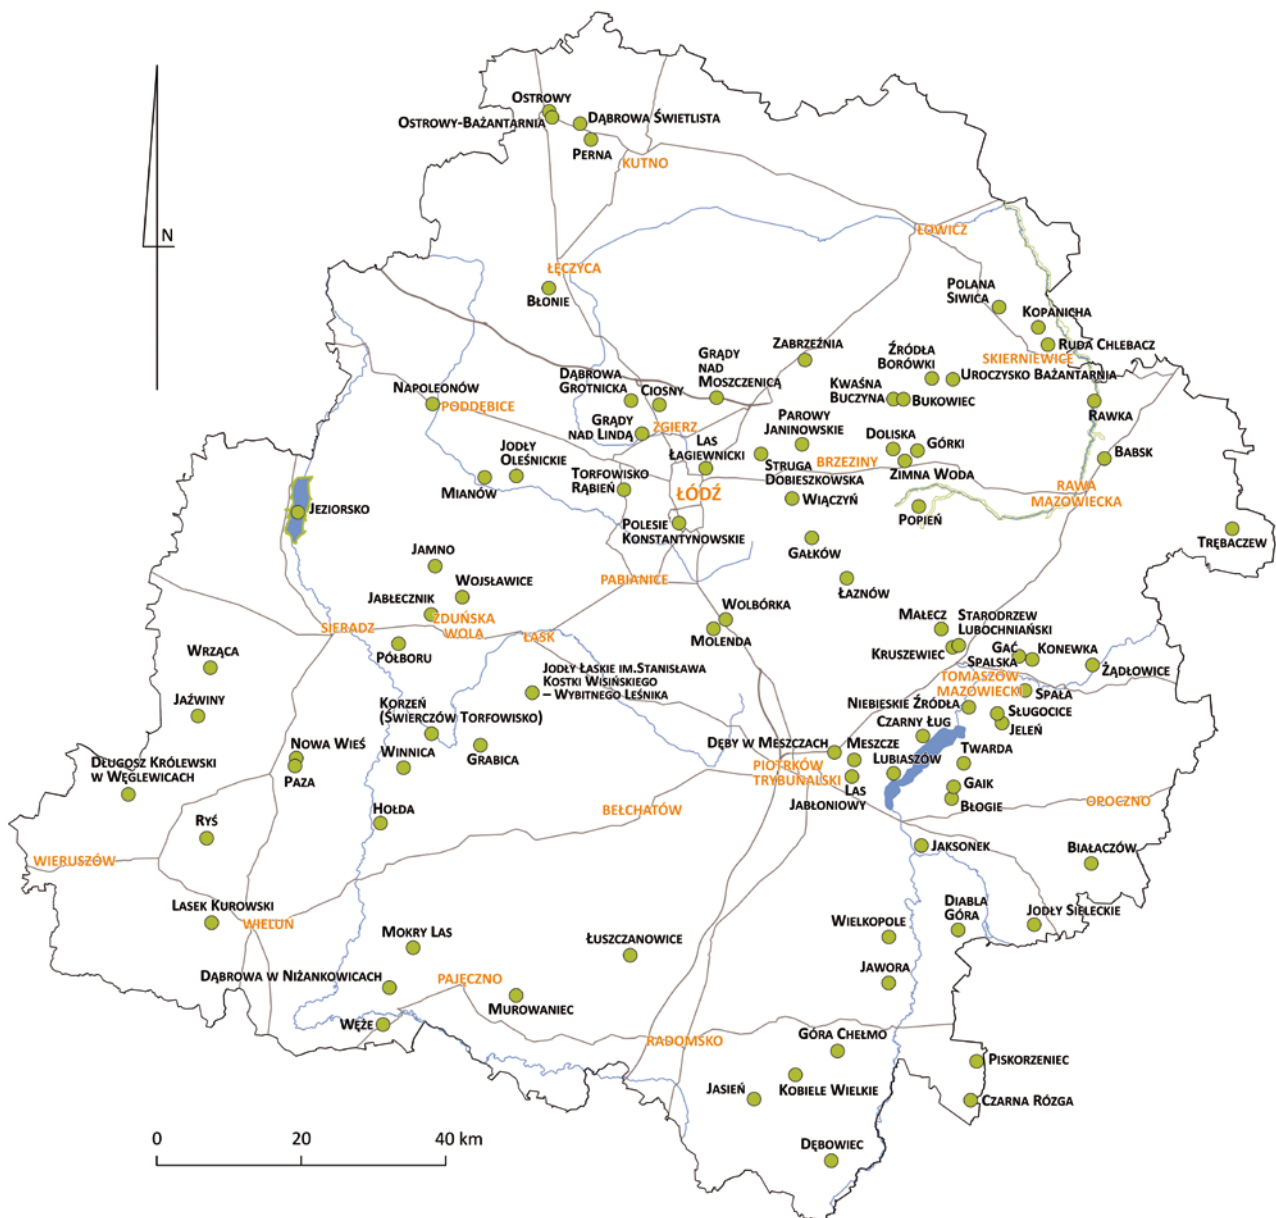 OSTROWY
OSTROWY-BAŻANTARNIA
DĄBROWA ŚWIETLISTA
PERNA
KUTNO
N
ŁOWICZ
ŁĘCZYCA
BŁONIE
POLANA
SIWICA
KOPANICHA
RUDA CHLEBACZ
SKIERNIEWICE
ZABRZEŹNIA
GRĄDY
NAD
MOSZCZENICĄ
ŹRÓDŁA
BORÓWKI
UROCZYSKO BAŻANTARNIA
DĄBROWA
GROTNICKA
CIOSNY
KWAŚNA
BUCZYNA
BUKOWIEC
RAWKA
NAPOLEONÓW
PODDĘBICE
GRĄDY
NAD LINDĄ
ZGIERZ
PAROWY
JANINOWSKIE
DOLISKA
GÓRKI
BABSK
LAS
ŁAGIEWNICKI
STRUGA
DOBIESZKOWSKA
BRZEZINY
ZIMNA WODA
JODŁY
OLEŚNICKIE
MIANÓW
TORFOWISKO
RĄBIEŃ
ŁÓDŹ
WIĄCZYŃ
RAWA
MAZOWIECKA
JEZIORSKO
POPIEŃ
POLESIE
KONSTANTYNOWSKIE
GAŁKÓW
TRĘBACZEW
JAMNO
WOJSŁAWICE
PABIANICE
ŁAZNÓW
JABŁECZNIK
ZDUŃSKA
WOLA
SIERADZ
ŁASK
WOLBÓRKA
MOLENDA
MAŁECZ
STARODRZEW
LUBOCHNIAŃSKI
KRUSZEWIEC
GAĆ
SPALSKA
KONEWKA
ŻĄDŁOWICE
WRZĄCA
PÓŁBORU
JODŁY ŁASKIE IM.STANISŁAWA
KOSTKI WISIŃSKIEGO
– WYBITNEGO LEŚNIKA
TOMASZÓW
MAZOWIECKI
SPAŁA
JAŹWINY
KORZEŃ
(ŚWIERCZÓW TORFOWISKO)
NIEBIESKIE ŹRÓDŁA
SŁUGOCICE
JELEŃ
CZARNY ŁUG
NOWA WIEŚ
PAZA
WINNICA
GRABICA
DĘBY W MESZCZACH
MESZCZE
TWARDA
PIOTRKÓW
TRYBUNALSKI
LUBIASZÓW
DŁUGOSZ KRÓLEWSKI
W WĘGLEWICACH
LAS
JABŁONIOWY
GAIK
BŁOGIE
OPOCZNO
HOŁDA
BEŁCHATÓW
RYŚ
JAKSONEK
BIAŁACZÓW
WIERUSZÓW
LASEK KUROWSKI
WIELUŃ
WIELKOPOLE
DIABLA
GÓRA
JODŁY SIELECKIE
MOKRY LAS
ŁUSZCZANOWICE
DĄBROWA W NIŻANKOWICACH
PAJĘCZNO
JAWORA
MUROWANIEC
WĘŻE
RADOMSKO
GÓRA CHEŁMO
PISKORZENIEC
JASIEŃ
KOBIELE WIELKIE
CZARNA RÓZGA
DĘBOWIEC
0 20 40 km